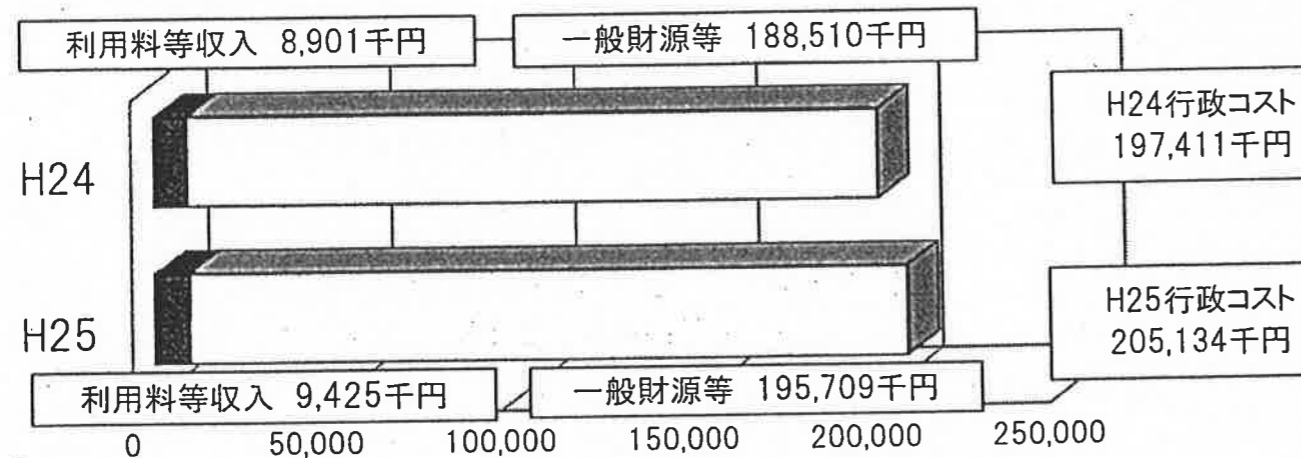 利用料等収入 8,901千円
一般財源等 188,510千円
H24行政コスト
197,411千円
H24
H25
H25行政コスト
205,134千円
利用料等収入 9,425千円
一般財源等 195,709千円
0 50,000 100,000 150,000 200,000 250,000